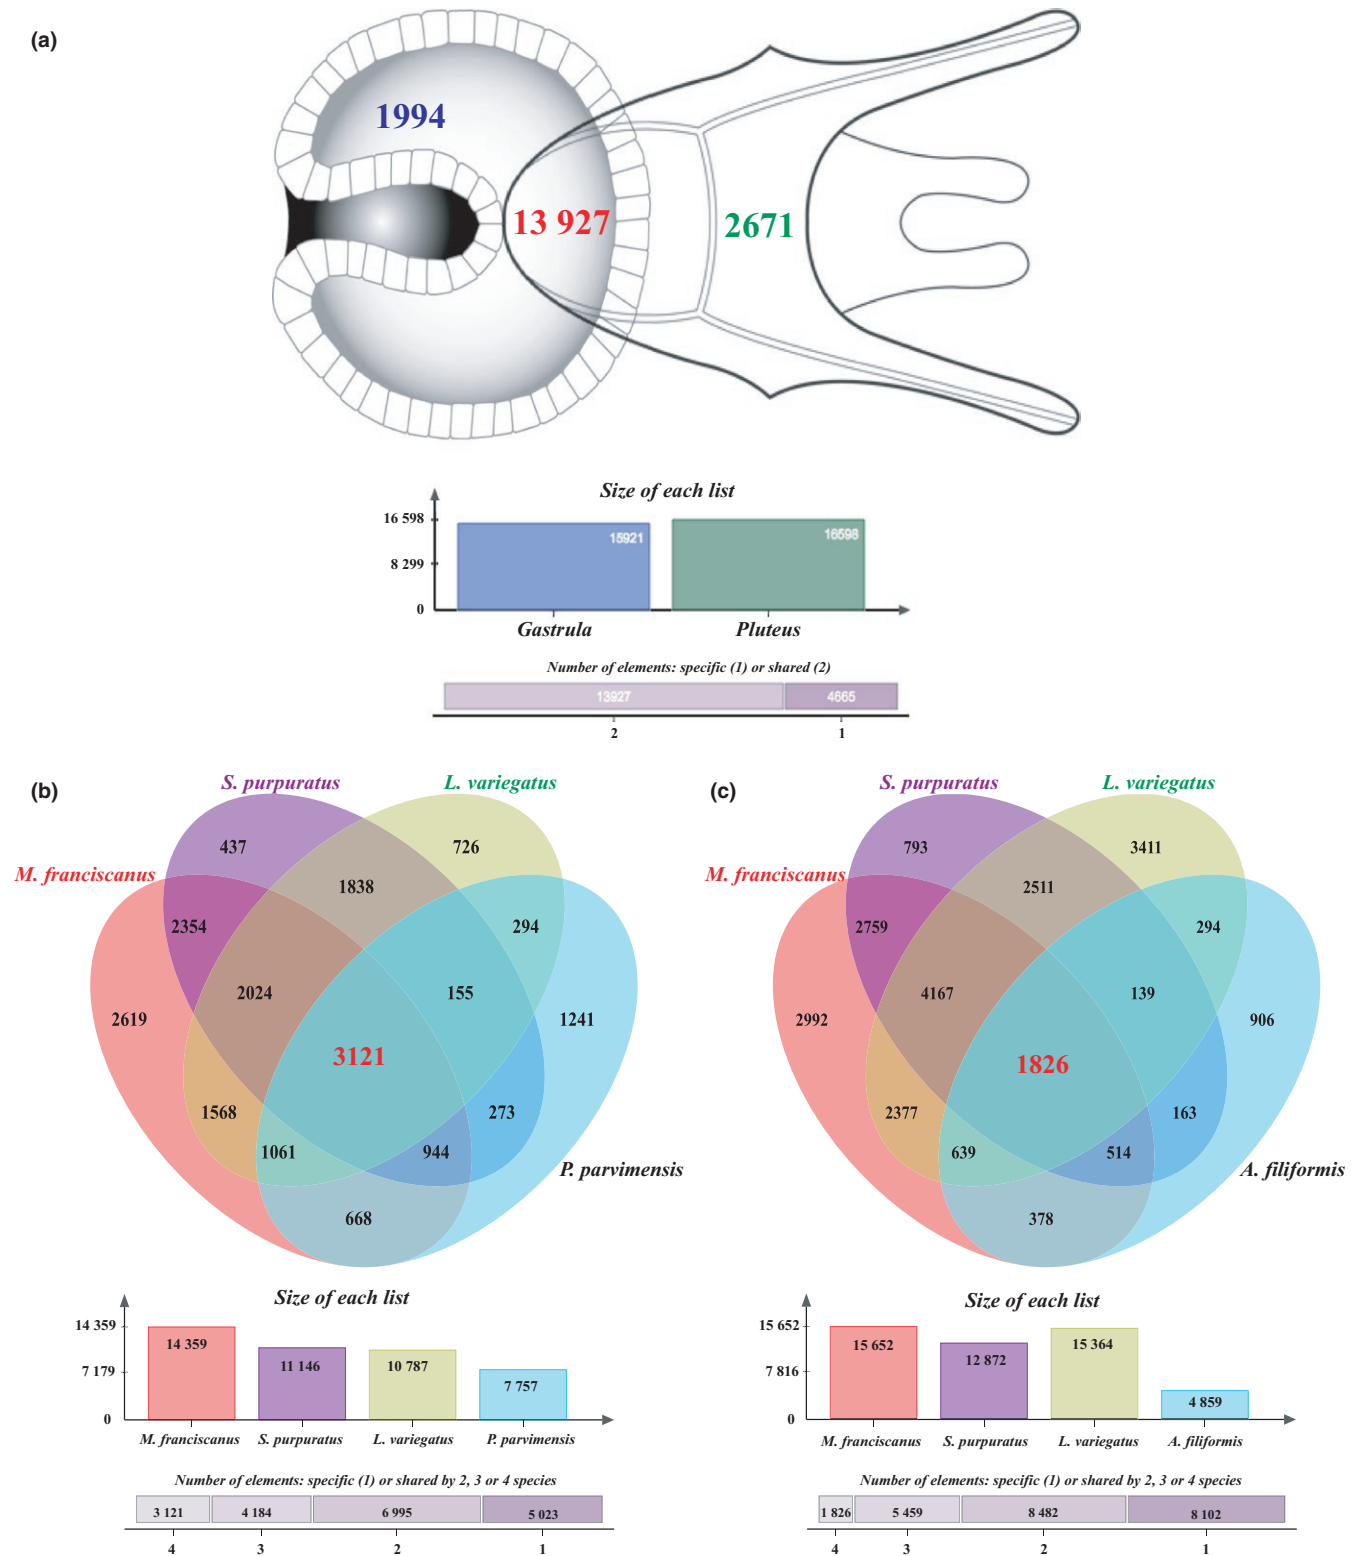 (a)
1994
13 927
2671
Size of each list
16 598
8 299
0
15921
16598
Gastrula
Pluteus
Number of elements: specific (1) or shared (2)
13927
4665
2
1
(b)
S. purpuratus
L. variegatus
M. franciscanus
437
726
1838
2354
294
2024
155
2619
1241
3121
1568
273
1061
944
P. parvimensis
668
Size of each list
14 359
7 179
0
14 359
11 146
10 787
7 757
M. franciscanus
S. purpuratus
L. variegatus
P. parvimensis
Number of elements: specific (1) or shared by 2, 3 or 4 species
3 121
4 184
6 995
5 023
4
3
2
1
(c)
S. purpuratus
L. variegatus
M. franciscanus
793
3411
2511
2759
294
4167
139
2992
906
1826
2377
163
639
514
A. filiformis
378
Size of each list
15 652
7 816
0
15 652
12 872
15 364
4 859
M. franciscanus
S. purpuratus
L. variegatus
A. filiformis
Number of elements: specific (1) or shared by 2, 3 or 4 species
1 826
5 459
8 482
8 102
4
3
2
1